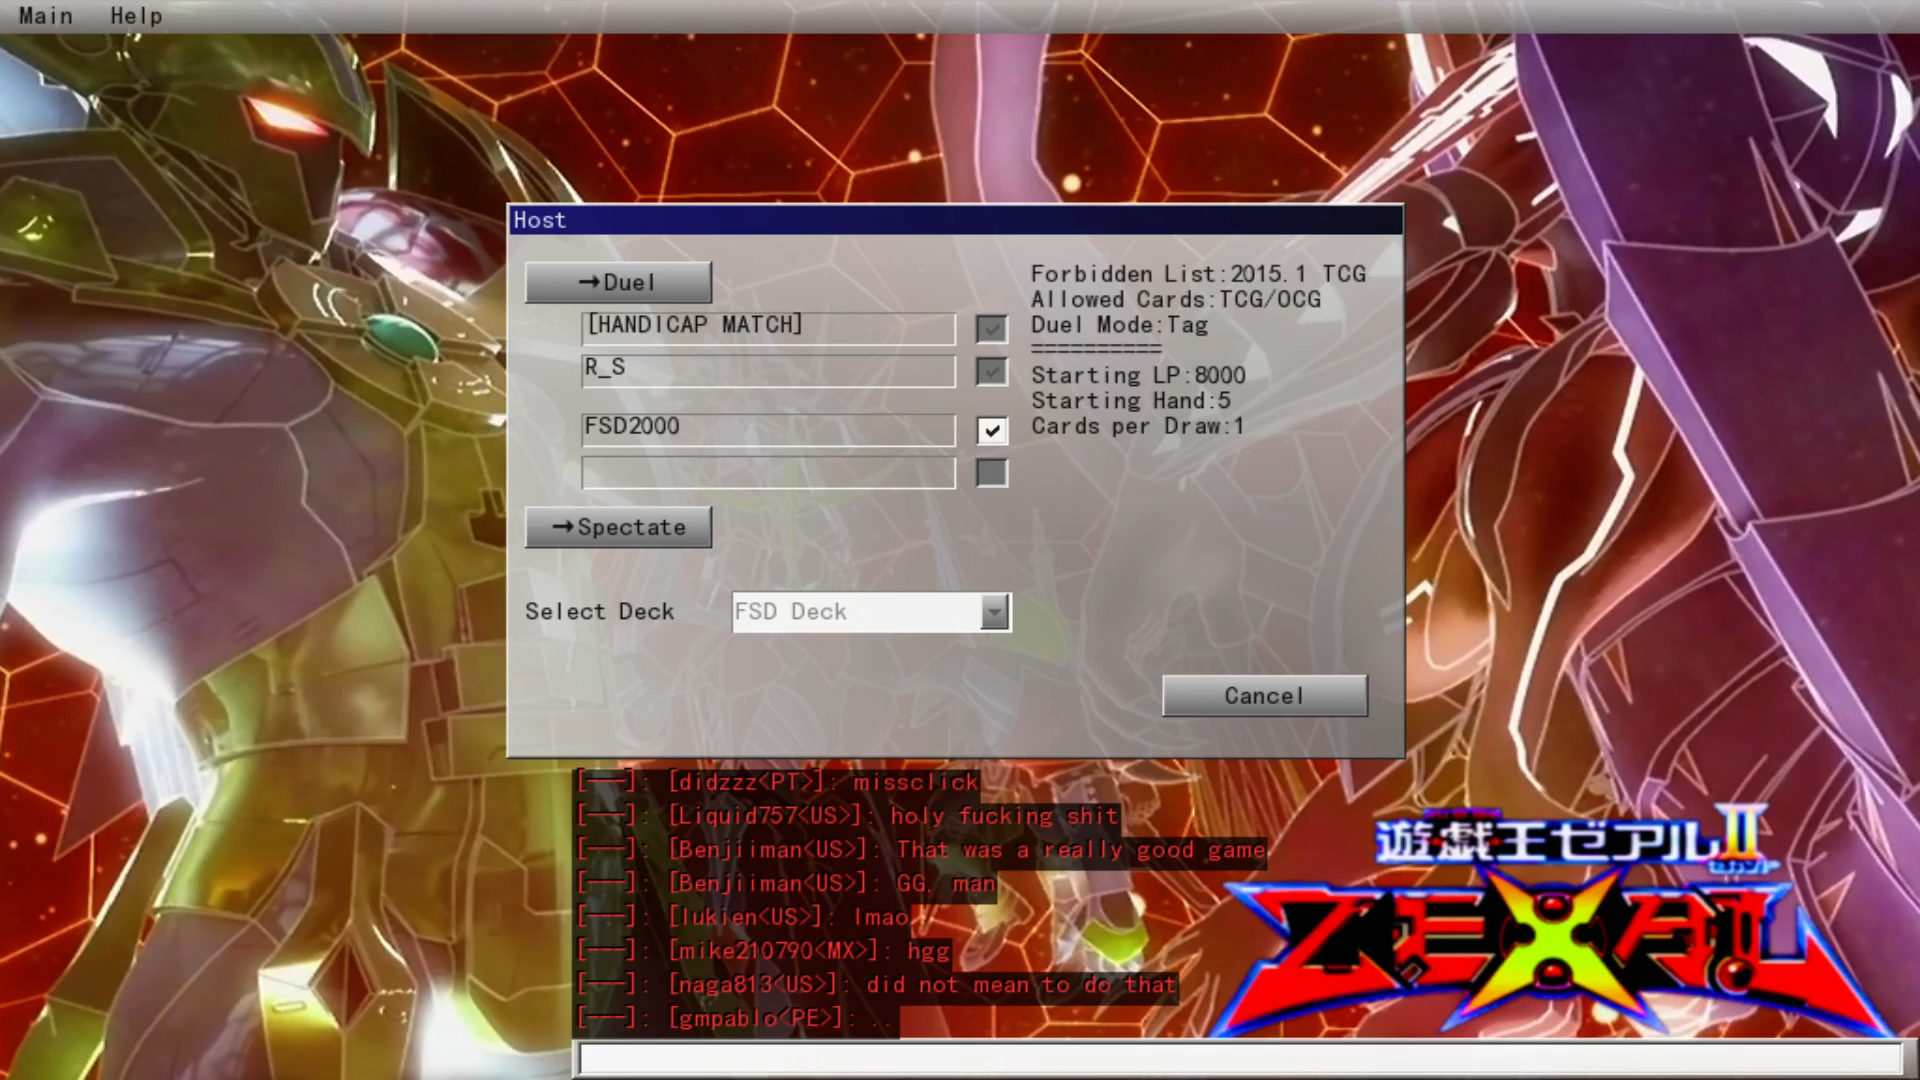 Main Help
Host
→Duel
[HANDICAP MATCH]
R_S
FSD2000
→Spectate
Select Deck
FSD Deck
Cancel
Forbidden List:2015.1 TCG
Allowed Cards:TCG/OCG
Duel Mode:Tag
==========
Starting LP:8000
Starting Hand:5
Cards per Draw:1
[---]: [didzzz<PT>]: missclick
[---]: [Liquid757<US>]: holy fucking shit
[---]: [Benjiiman<US>]: That was a really good game
[---]: [Benjiiman<US>]: GG, man
[---]: [lukien<US>]: lmao
[---]: [mike210790<MX>]: hgg
[---]: [naga813<US>]: did not mean to do that
[---]: [gmpablo<PE>]: ..
遊戯王ゼアルⅡ
セカンド
ZEXAL